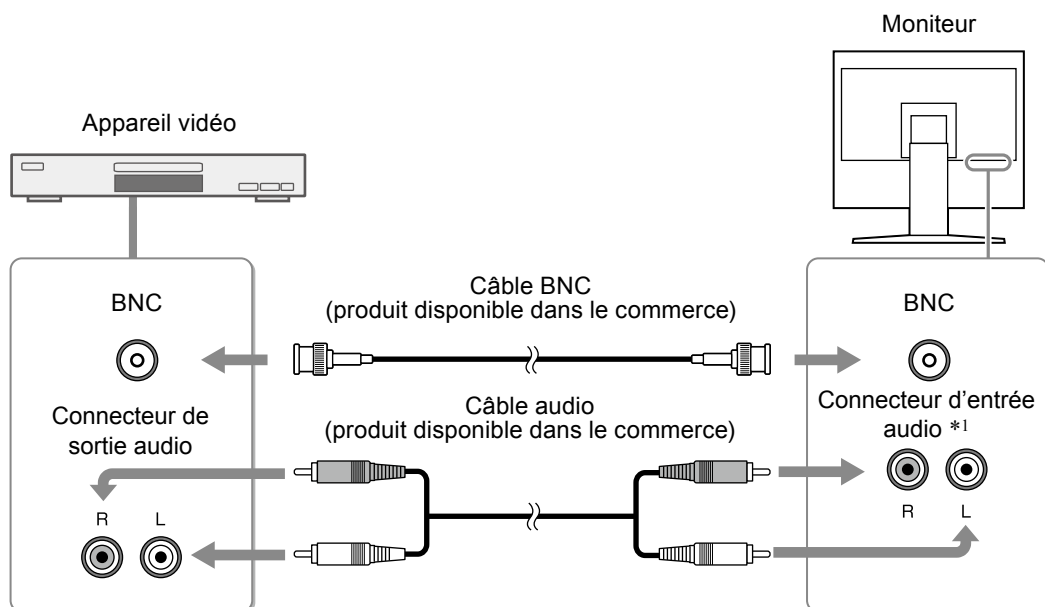 Moniteur
Appareil vidéo
BNC
Câble BNC
(produit disponible dans le commerce)
BNC
Connecteur de
sortie audio
Câble audio
(produit disponible dans le commerce)
Connecteur d'entrée
audio *1
R L
R L